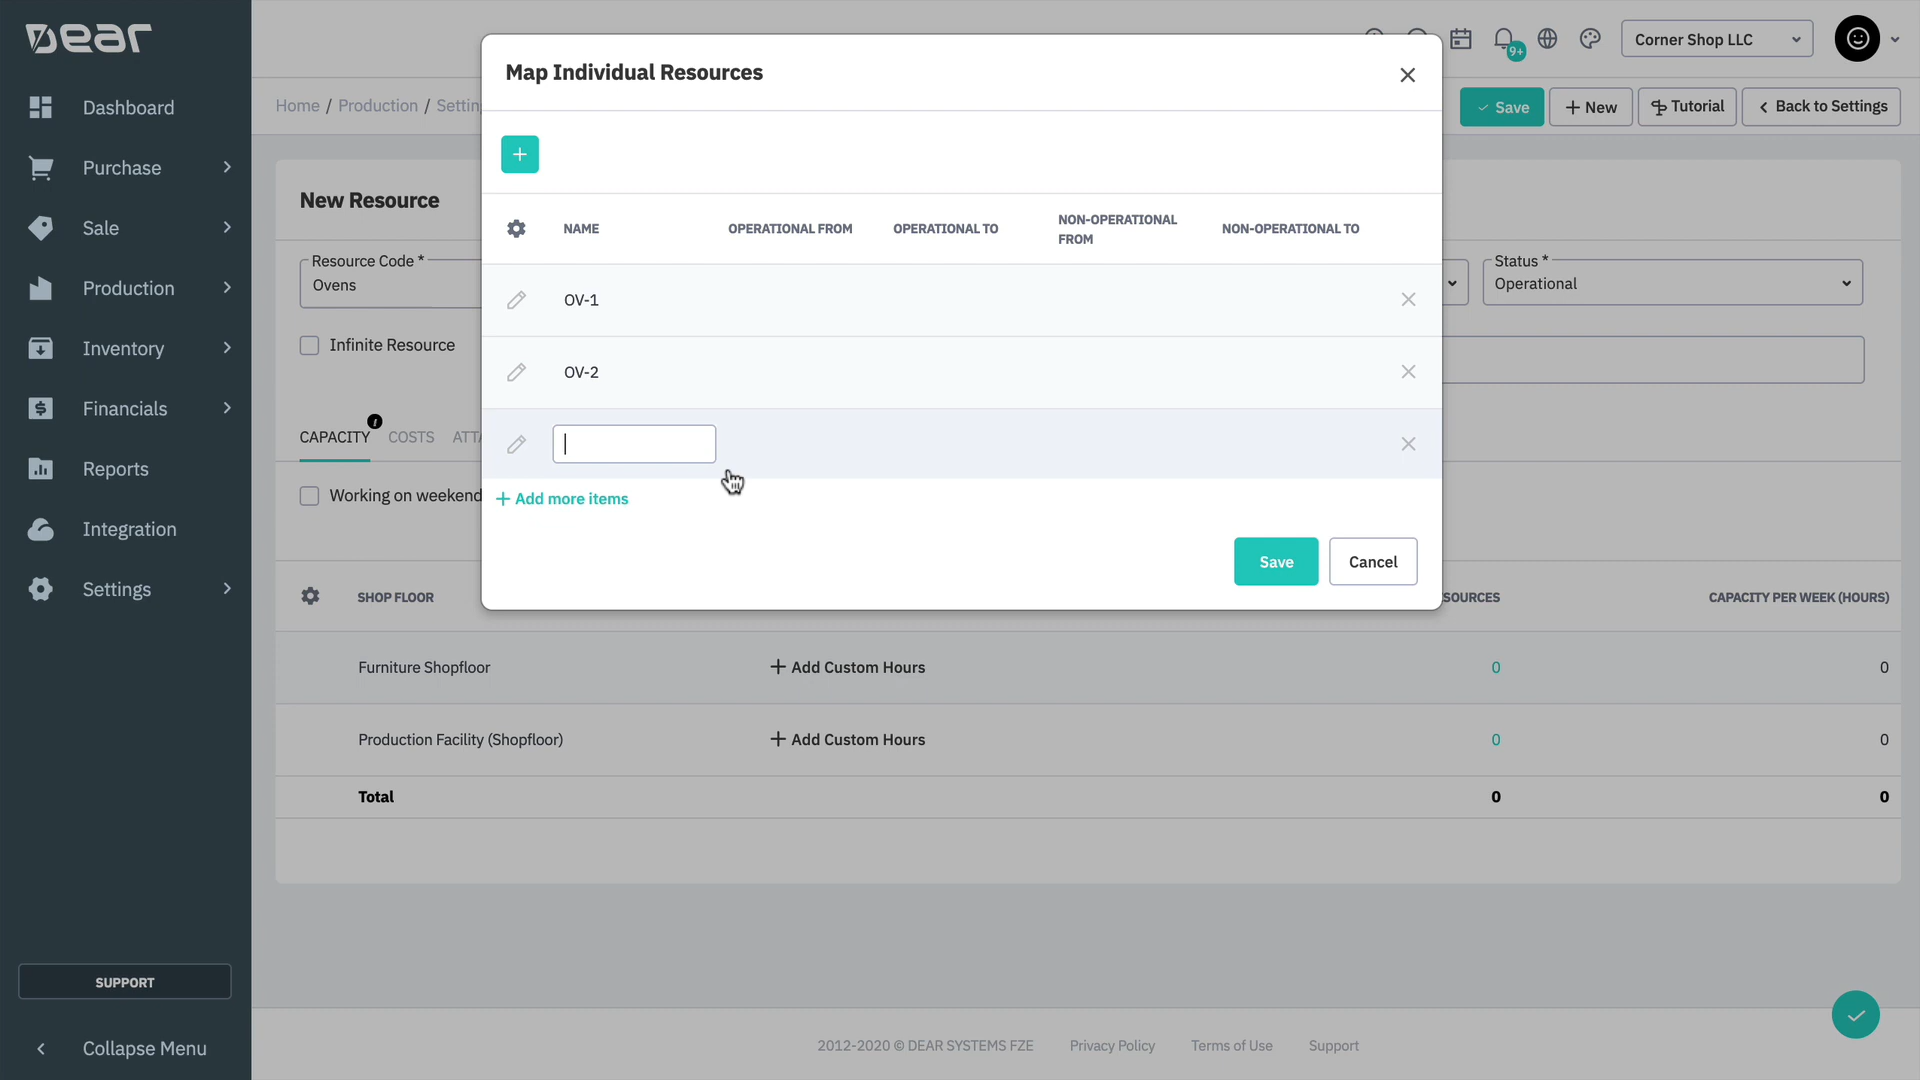 Dear
Dashboard
Purchase
Sale
Production
Inventory
Financials
Reports
Integration
Settings
SUPPORT
Collapse Menu
9+
Corner Shop LLC
Home / Production /
Save
New
Tutorial
Back to Settings
New Resource
Resource Code *
Ovens
Status *
Operational
Infinite Resource
CAPACITY
COSTS
Working on weekend
SHOP FLOOR
CAPACITY PER WEEK (HOURS)
Furniture Shopfloor
+ Add Custom Hours
0
0
Production Facility (Shopfloor)
+ Add Custom Hours
0
0
Total
0
0
Map Individual Resources
+
NAME
OPERATIONAL FROM
OPERATIONAL TO
NON-OPERATIONAL
FROM
NON-OPERATIONAL TO
OV-1
OV-2
+ Add more items
Save
Cancel
2012-2020 © DEAR SYSTEMS FZE
Privacy Policy
Terms of Use
Support